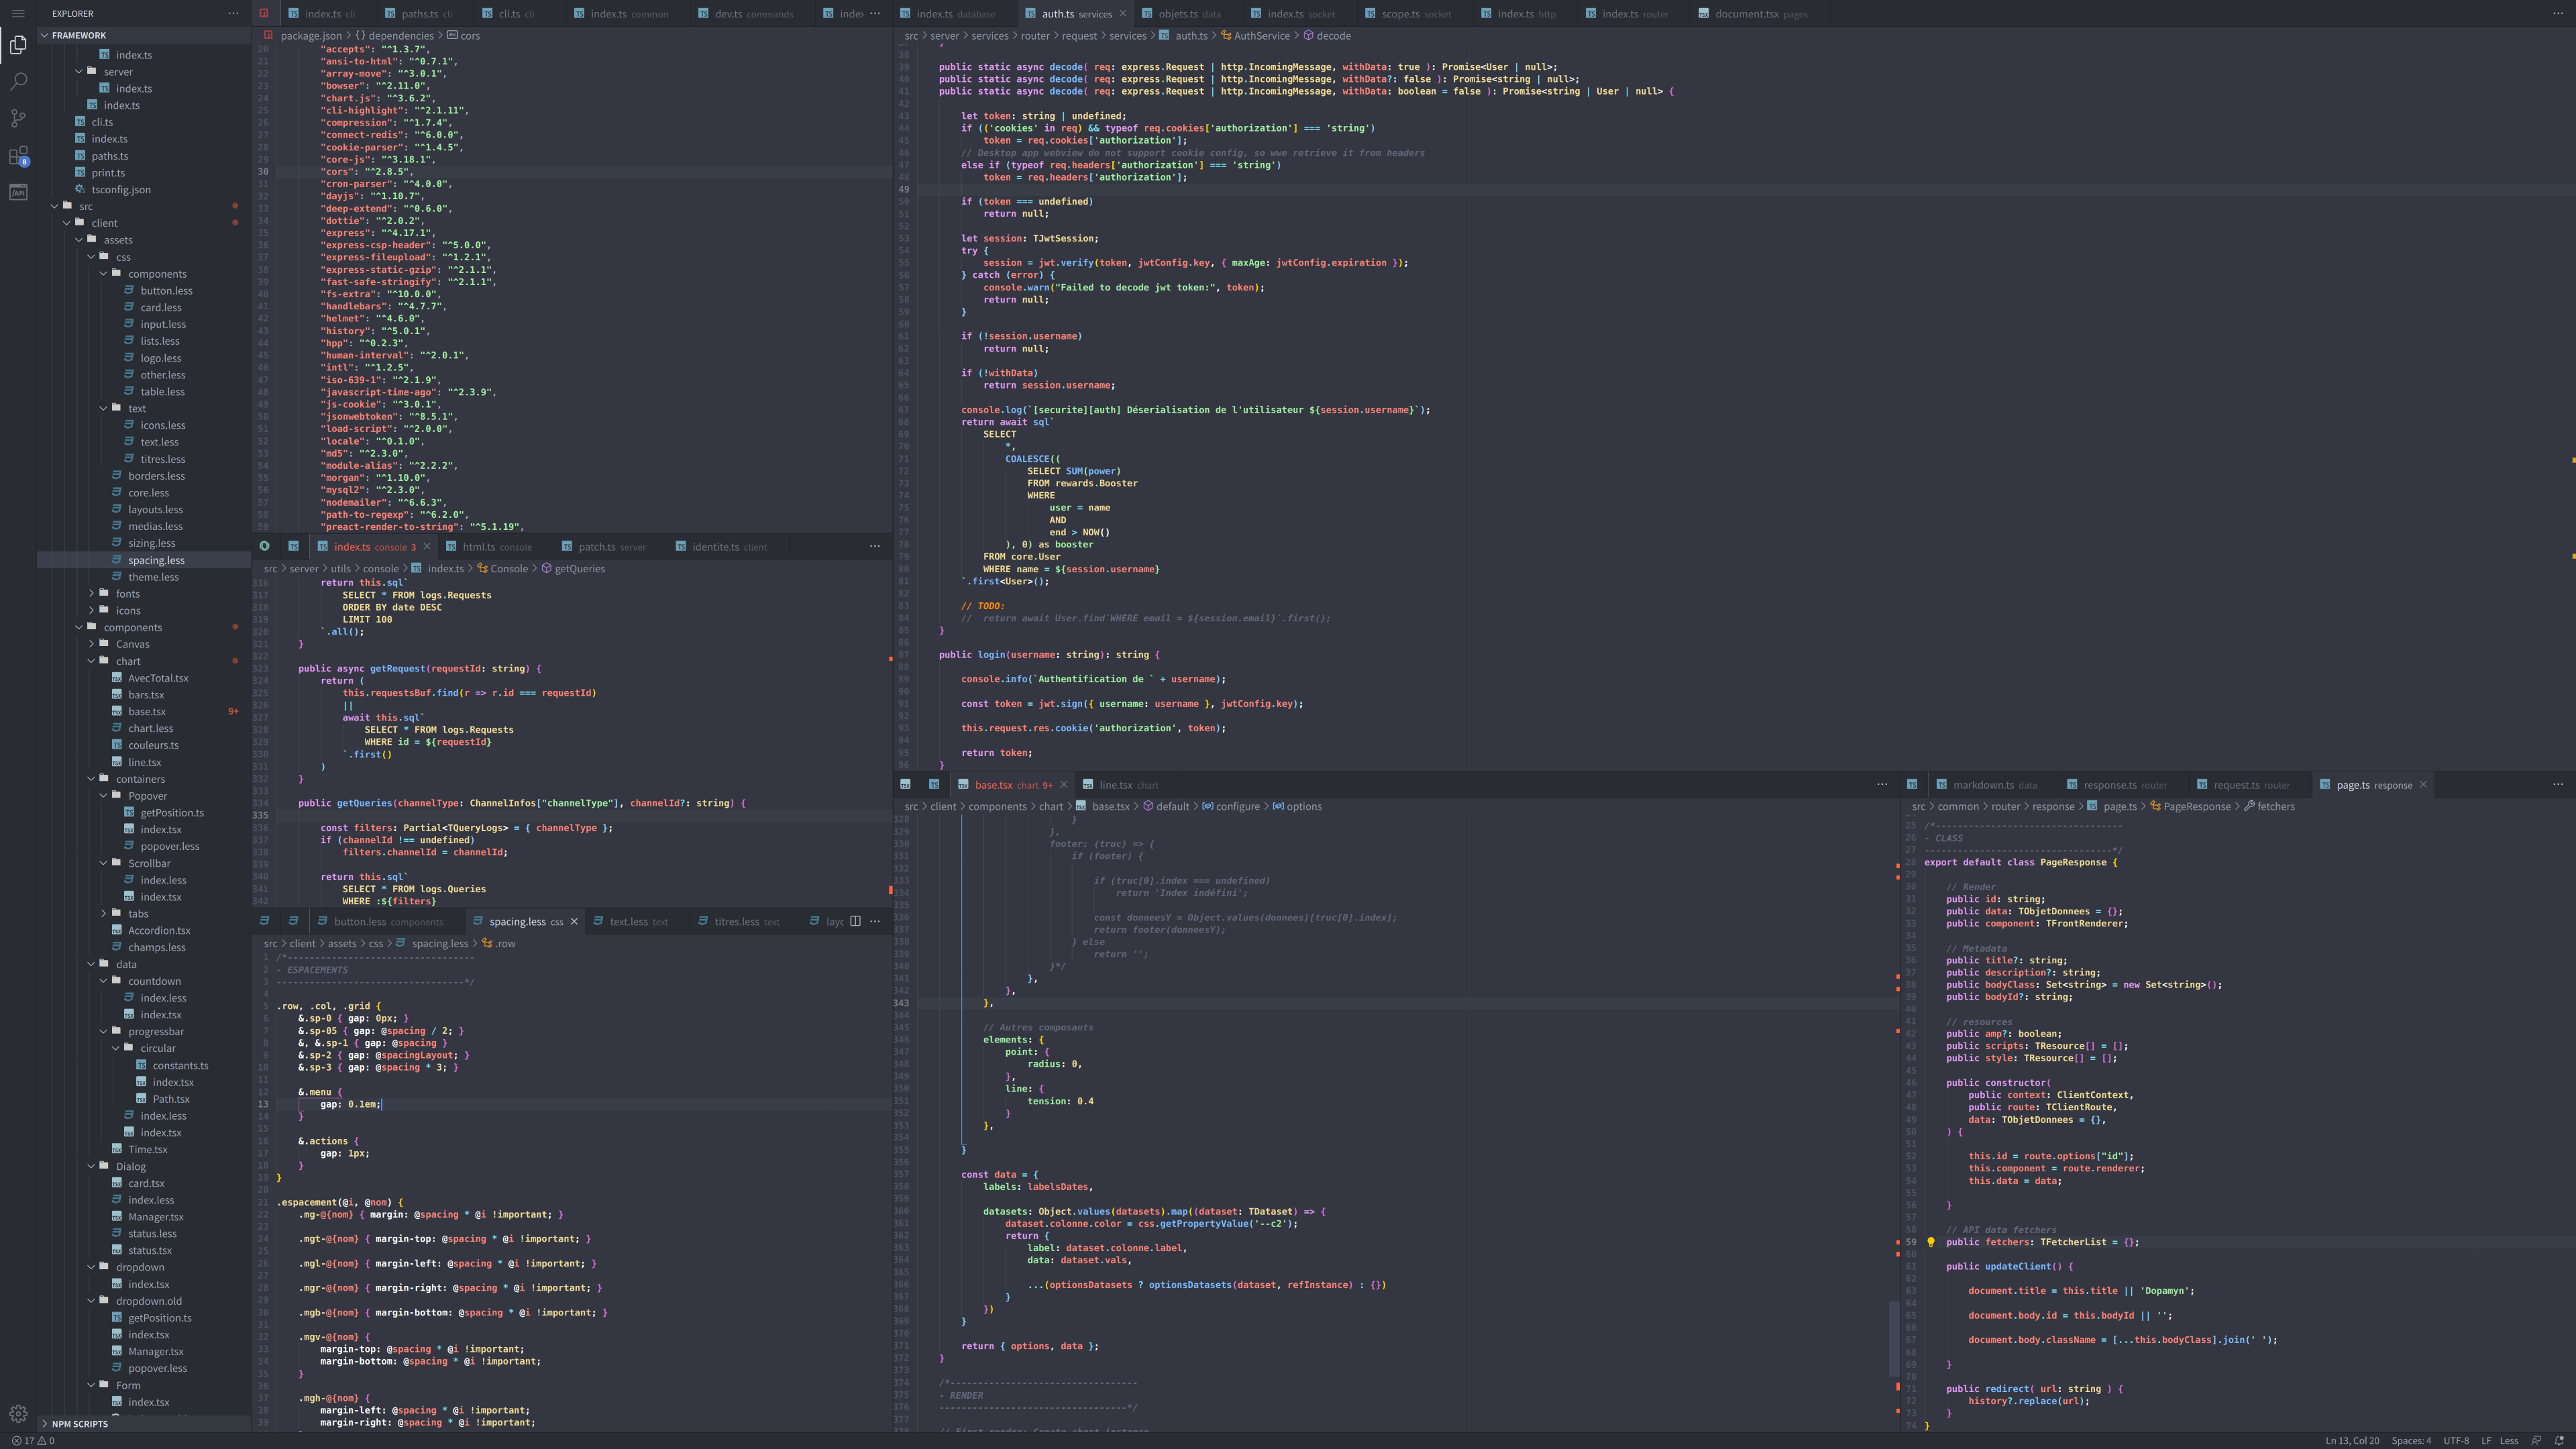 EXPLORER
FRAMEWORK
index.ts
server
index.ts
index.ts
cli.ts
index.ts
paths.ts
print.ts
tsconfig.json
src
client
assets
css
components
button.less
card.less
input.less
lists.less
logo.less
other.less
table.less
text
icons.less
text.less
titres.less
borders.less
core.less
layouts.less
medias.less
sizing.less
spacing.less
theme.less
fonts
icons
components
Canvas
chart
AvecTotal.tsx
bars.tsx
base.tsx 9+
chart.less
couleurs.ts
line.tsx
containers
Popover
getPosition.ts
index.tsx
popover.less
Scrollbar
index.less
index.tsx
tabs
Accordion.tsx
champs.less
data
countdown
index.less
index.tsx
progressbar
circular
constants.ts
index.tsx
Path.tsx
index.less
index.tsx
Time.tsx
Dialog
card.tsx
index.less
Manager.tsx
status.less
status.tsx
dropdown
index.tsx
dropdown.old
getPosition.ts
index.tsx
Manager.tsx
popover.less
Form
index.tsx
NPM SCRIPTS
index.ts cli paths.ts cli cli.ts cli index.ts common dev.ts commands
package.json > {} dependencies > cors
20 "accepts": "^1.3.7",
21 "ansi-to-html": "^0.7.1",
22 "array-move": "^3.0.1",
23 "bowser": "^2.11.0",
24 "chart.js": "^3.6.2",
25 "cli-highlight": "^2.1.11",
26 "compression": "^1.7.4",
27 "connect-redis": "^6.0.0",
28 "cookie-parser": "^1.4.5",
29 "core-js": "^3.18.1",
30 "cors": "^2.8.5",
31 "cron-parser": "^4.0.0",
32 "dayjs": "^1.10.7",
33 "deep-extend": "^0.6.0",
34 "dottie": "^2.0.2",
35 "express": "^4.17.1",
36 "express-csp-header": "^5.0.0",
37 "express-fileupload": "^1.2.1",
38 "express-static-gzip": "^2.1.1",
39 "fast-safe-stringify": "^2.1.1",
40 "fs-extra": "^10.0.0",
41 "handlebars": "^4.7.7",
42 "helmet": "^4.6.0",
43 "history": "^5.0.1",
44 "hpp": "^0.2.3",
45 "human-interval": "^2.0.1",
46 "intl": "^1.2.5",
47 "iso-639-1": "^2.1.9",
48 "javascript-time-ago": "^2.3.9",
49 "js-cookie": "^3.0.1",
50 "jsonwebtoken": "^8.5.1",
51 "load-script": "^2.0.0",
52 "locale": "^0.1.0",
53 "md5": "^2.3.0",
54 "module-alias": "^2.2.2",
55 "morgan": "^1.10.0",
56 "mysql2": "^2.3.0",
57 "nodemailer": "^6.6.3",
58 "path-to-regexp": "^6.2.0",
59 "preact-render-to-string": "^5.1.19",
index.ts console 3 html.ts console patch.ts server identite.ts client
src > server > utils > console > index.ts > Console > getQueries
316 return this.sql`
317 SELECT * FROM logs.Requests
318 ORDER BY date DESC
319 LIMIT 100
320 `.all();
321 }
322
323 public async getRequest(requestId: string) {
324 return (
325 this.requestsBuf.find(r => r.id === requestId)
326 ||
327 await this.sql`
328 SELECT * FROM logs.Requests
329 WHERE id = ${requestId}
330 `.first()
331 )
332 }
333
334 public getQueries(channelType: ChannelInfos["channelType"], channelId?: string) {
335
336 const filters: Partial<TQueryLogs> = { channelType };
337 if (channelId !== undefined)
338 filters.channelId = channelId;
339
340 return this.sql`
341 SELECT * FROM logs.Queries
342 WHERE :${filters}
button.less components spacing.less css text.less text titres.less text
src > client > assets > css > spacing.less > .row
1 /*----------------------------------
2 - ESPACEMENTS
3 ----------------------------------*/
4
5 .row, .col, .grid {
6 &.sp-0 { gap: 0px; }
7 &.sp-05 { gap: @spacing / 2; }
8 &, &.sp-1 { gap: @spacing }
9 &.sp-2 { gap: @spacingLayout; }
10 &.sp-3 { gap: @spacing * 3; }
11
12 &.menu {
13 gap: 0.1em;
14 }
15
16 &.actions {
17 gap: 1px;
18 }
19 }
20
21 .espacement(@i, @nom) {
22 .mg-@{nom} { margin: @spacing * @i !important; }
23
24 .mgt-@{nom} { margin-top: @spacing * @i !important; }
25
26 .mgl-@{nom} { margin-left: @spacing * @i !important; }
27
28 .mgr-@{nom} { margin-right: @spacing * @i !important; }
29
30 .mgb-@{nom} { margin-bottom: @spacing * @i !important; }
31
32 .mgv-@{nom} {
33 margin-top: @spacing * @i !important;
34 margin-bottom: @spacing * @i !important;
35 }
36
37 .mgh-@{nom} {
38 margin-left: @spacing * @i !important;
39 margin-right: @spacing * @i !important;
index.ts database auth.ts services objets.ts data index.ts socket scope.ts socket index.ts http index.ts router document.tsx pages
src > server > services > router > request > services > auth.ts > AuthService > decode
38
39 public static async decode( req: express.Request | http.IncomingMessage, withData: true ): Promise<User | null>;
40 public static async decode( req: express.Request | http.IncomingMessage, withData?: false ): Promise<string | null>;
41 public static async decode( req: express.Request | http.IncomingMessage, withData: boolean = false ): Promise<string | User | null> {
42
43 let token: string | undefined;
44 if (('cookies' in req) && typeof req.cookies['authorization'] === 'string')
45 token = req.cookies['authorization'];
46 // Desktop app webview do not support cookie config, so wwe retrieve it from headers
47 else if (typeof req.headers['authorization'] === 'string')
48 token = req.headers['authorization'];
49
50 if (token === undefined)
51 return null;
52
53 let session: TJwtSession;
54 try {
55 session = jwt.verify(token, jwtConfig.key, { maxAge: jwtConfig.expiration });
56 } catch (error) {
57 console.warn("Failed to decode jwt token:", token);
58 return null;
59 }
60
61 if (!session.username)
62 return null;
63
64 if (!withData)
65 return session.username;
66
67 console.log(`[securite][auth] Déserialisation de l'utilisateur ${session.username}`);
68 return await sql`
69 SELECT
70 *,
71 COALESCE((
72 SELECT SUM(power)
73 FROM rewards.Booster
74 WHERE
75 user = name
76 AND
77 end > NOW()
78 ), 0) as booster
79 FROM core.User
80 WHERE name = ${session.username}
81 `.first<User>();
82
83 // TODO:
84 // return await User.find`WHERE email = ${session.email}`.first();
85 }
86
87 public login(username: string): string {
88
89 console.info(`Authentification de ` + username);
90
91 const token = jwt.sign({ username: username }, jwtConfig.key);
92
93 this.request.res.cookie('authorization', token);
94
95 return token;
96 }
base.tsx chart 9+ line.tsx chart
src > client > components > chart > base.tsx > default > configure > options
328 }
329 },
330 footer: (truc) => {
331 if (footer) {
332
333 if (truc[0].index === undefined)
334 return 'Index indéfini';
335
336 const donneesY = Object.values(donnees)[truc[0].index];
337 return footer(donneesY);
338 } else
339 return '';
340 }*/
341 },
342 },
343 },
344
345 // Autres composants
346 elements: {
347 point: {
348 radius: 0,
349 },
350 line: {
351 tension: 0.4
352 }
353 },
354
355 }
356
357 const data = {
358 labels: labelsDates,
359
360 datasets: Object.values(datasets).map((dataset: TDataset) => {
361 dataset.colonne.color = css.getPropertyValue('--c2');
362 return {
363 label: dataset.colonne.label,
364 data: dataset.vals,
365
366 ...(optionsDatasets ? optionsDatasets(dataset, refInstance) : {})
367 }
368 })
369 }
370
371 return { options, data };
372 }
373
374 /*----------------------------------
375 - RENDER
376 ----------------------------------*/
377
markdown.ts data response.ts router request.ts router page.ts response
src > common > router > response > page.ts > PageResponse > fetchers
25 /*----------------------------------
26 - CLASS
27 ----------------------------------*/
28 export default class PageResponse {
29
30 // Render
31 public id: string;
32 public data: TObjetDonnees = {};
33 public component: TFrontRenderer;
34
35 // Metadata
36 public title?: string;
37 public description?: string;
38 public bodyClass: Set<string> = new Set<string>();
39 public bodyId?: string;
40
41 // resources
42 public amp?: boolean;
43 public scripts: TResource[] = [];
44 public style: TResource[] = [];
45
46 public constructor(
47 public context: ClientContext,
48 public route: TClientRoute,
49 data: TObjetDonnees = {},
50 ) {
51
52 this.id = route.options["id"];
53 this.component = route.renderer;
54 this.data = data;
55
56 }
57
58 // API data fetchers
59 public fetchers: TFetcherList = {};
60
61 public updateClient() {
62
63 document.title = this.title || 'Dopamyn';
64
65 document.body.id = this.bodyId || '';
66
67 document.body.className = [...this.bodyClass].join(' ');
68
69 }
70
71 public redirect( url: string ) {
72 history?.replace(url);
73 }
74 }
17 0
Ln 13, Col 20 Spaces: 4 UTF-8 LF Less